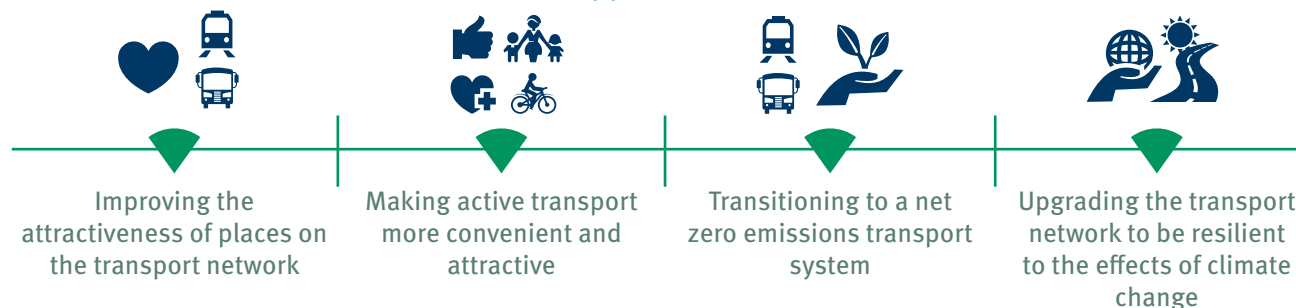 Improving the
attractiveness of places on
the transport network
Making active transport
more convenient and
attractive
Transitioning to a net
zero emissions transport
system
Upgrading the transport
network to be resilient
to the effects of climate
change